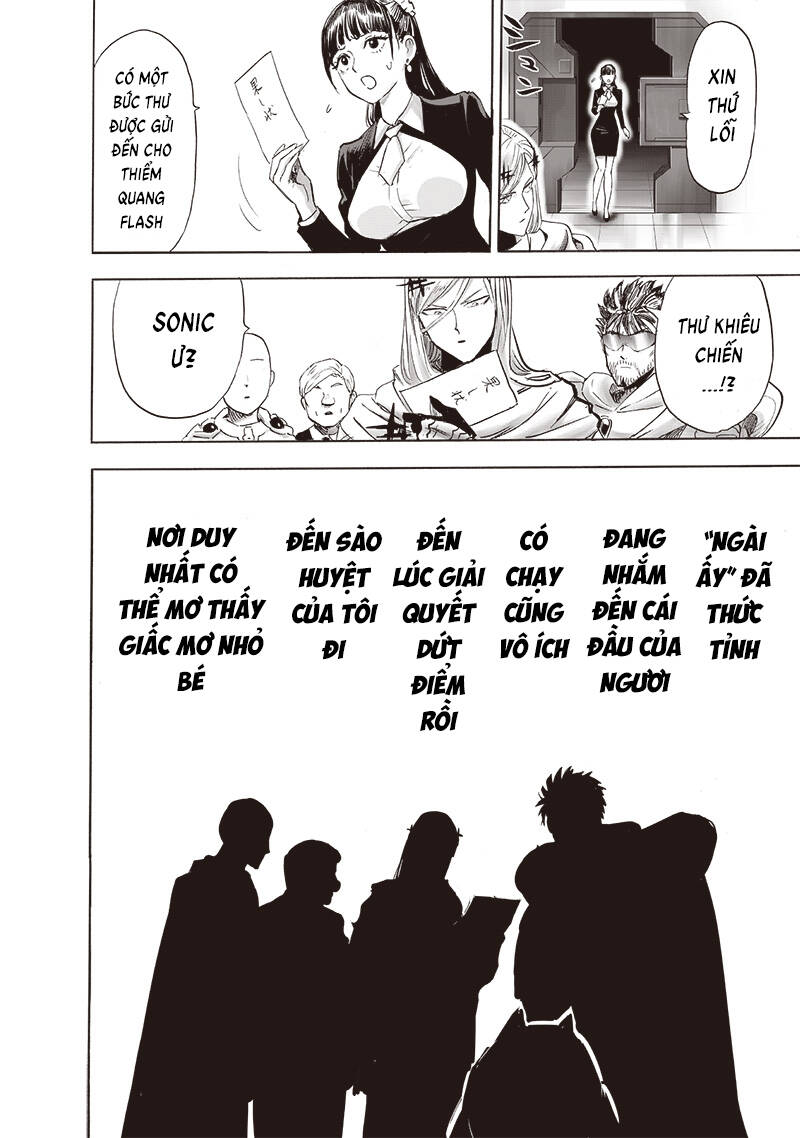 XIN
THỨ
LỖI
シュン
CÓ MỘT
BỨC THƯ
ĐƯỢC GỬI
ĐẾN CHO
THIỂM
QUANG
FLASH
THƯ KHIÊU
CHIẾN
....!?
SONIC
Ư?
“NGÀI
ẤY” ĐÃ
THỨC
TỈNH
ĐANG
NHẮM
ĐẾN CÁI
ĐẦU CỦA
NGƯƠI
CÓ
CHẠY
CŨNG
VÔ ÍCH
ĐẾN
LÚC GIẢI
QUYẾT
DỨT
ĐIỂM
RỒI
ĐẾN SÀO
HUYỆT
CỦA TÔI
ĐI
NƠI DUY
NHẤT CÓ
THỂ MƠ THẤY
GIẤC MƠ NHỎ
BÉ